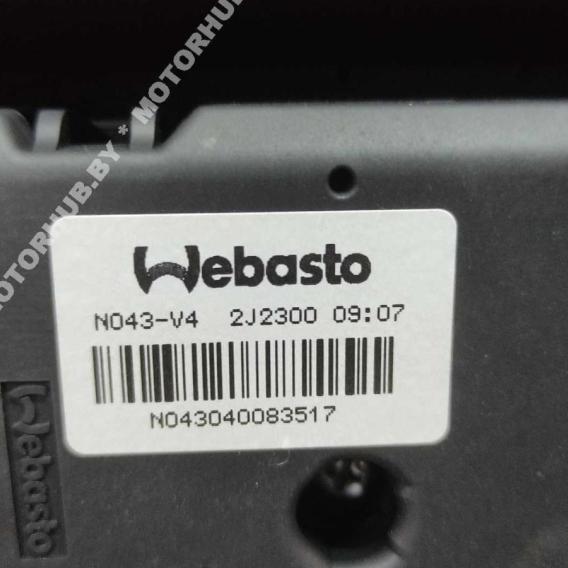 Webasto
N043-V4 2J2300 09:07
N043040083517
Webasto
MOTORHUB.BY * MOTORHUB